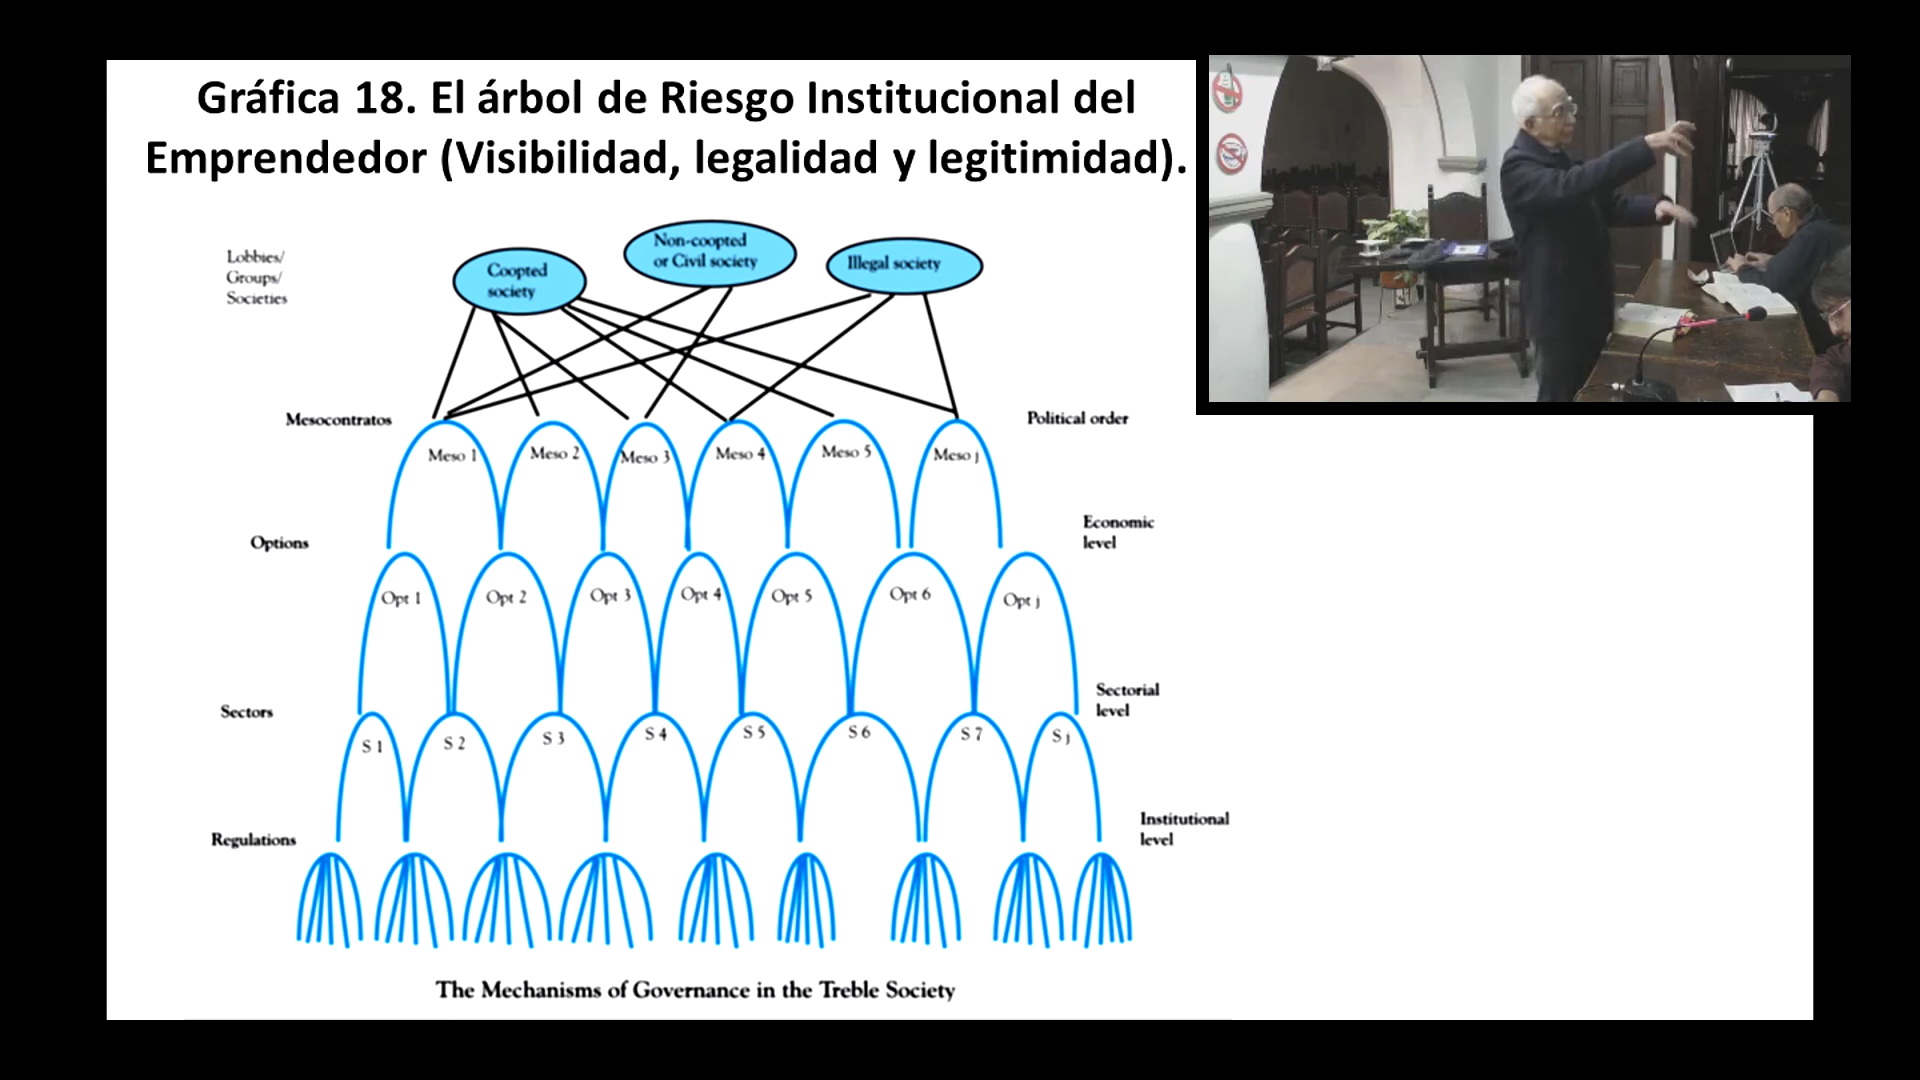 Gráfica 18. El árbol de Riesgo Institucional del
Emprendedor (Visibilidad, legalidad y legitimidad).
Lobbies/
Groups/
Societies
Coopted
society
Non-coopted
or Civil society
Illegal society
Mesocontratos
Political order
Meso 1
Meso 2
Meso 3
Meso 4
Meso 5
Meso j
Options
Economic
level
Opt 1
Opt 2
Opt 3
Opt 4
Opt 5
Opt 6
Opt j
Sectors
Sectorial
level
S 1
S 2
S 3
S 4
S 5
S 6
S 7
S j
Regulations
Institutional
level
The Mechanisms of Governance in the Treble Society